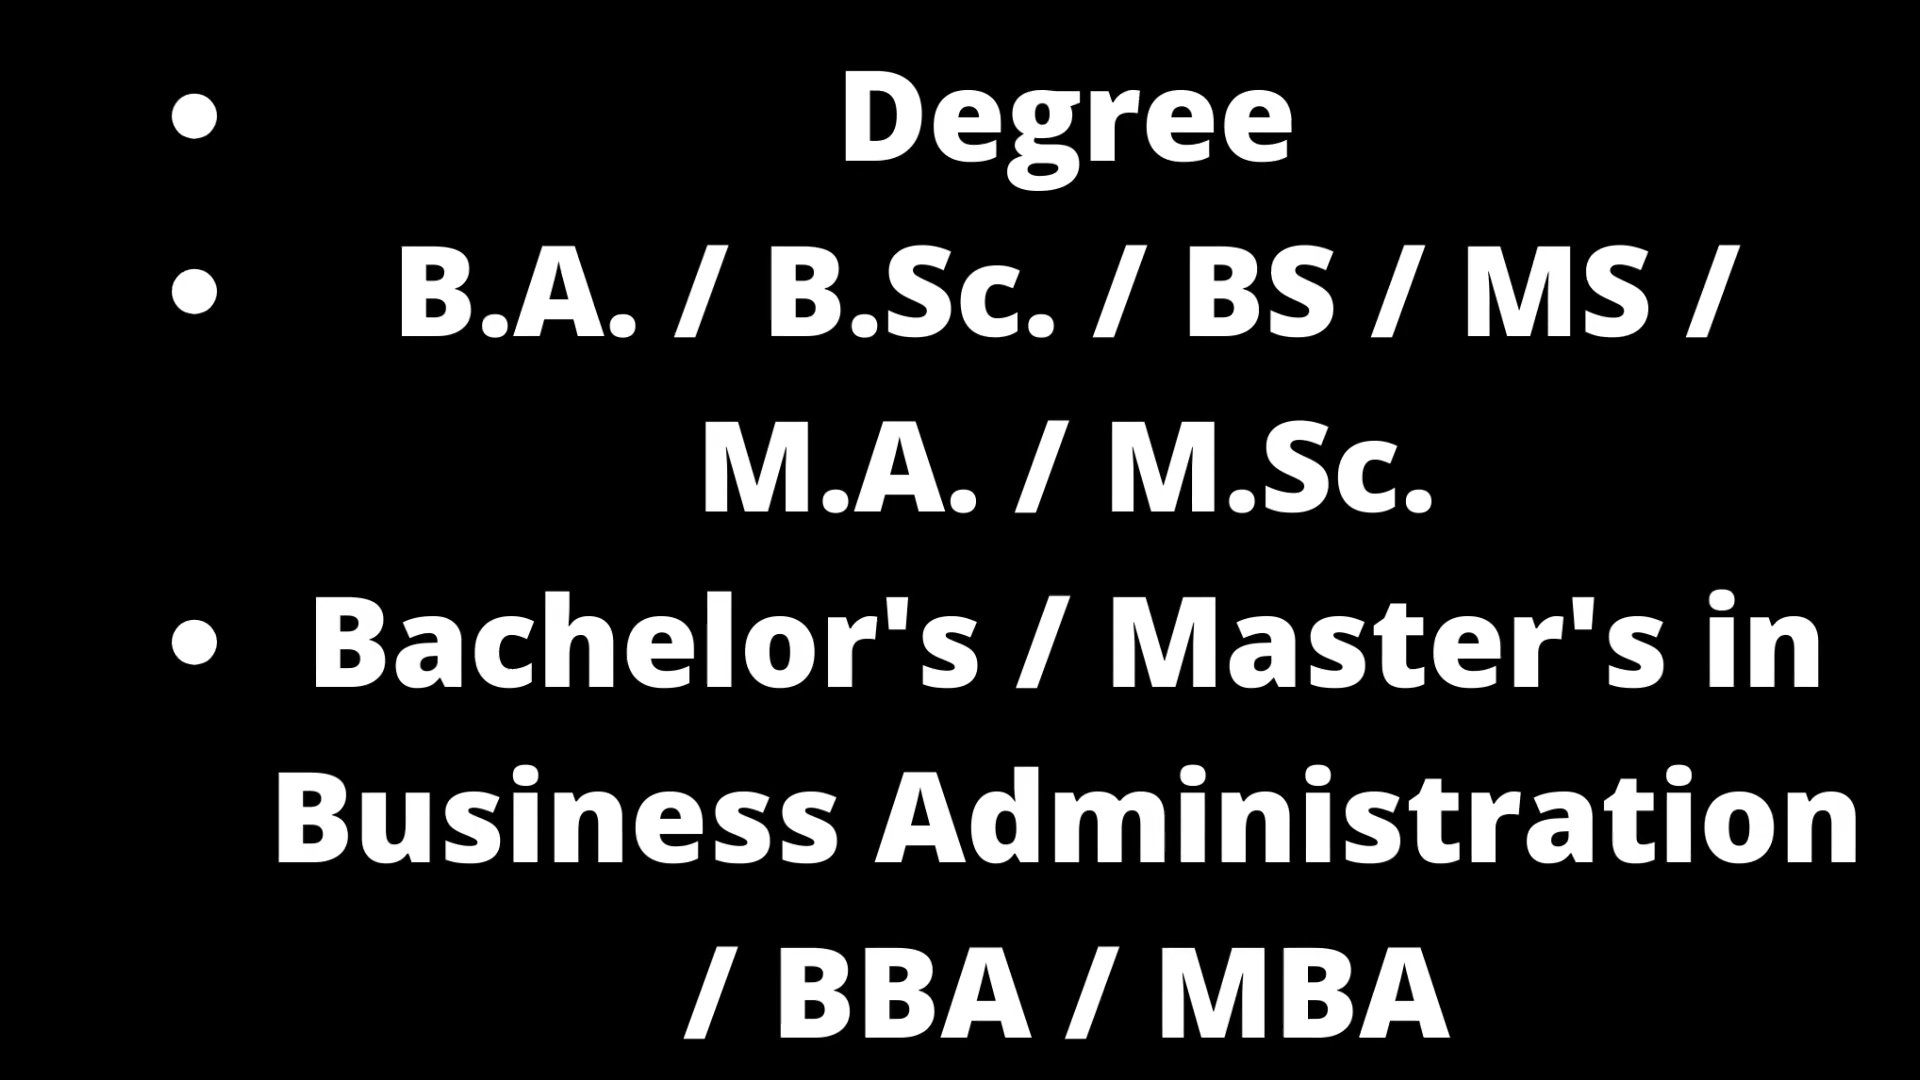 • Degree
• B.A. / B.Sc. / BS / MS /
M.A. / M.Sc.
• Bachelor's / Master's in
Business Administration
/ BBA / MBA